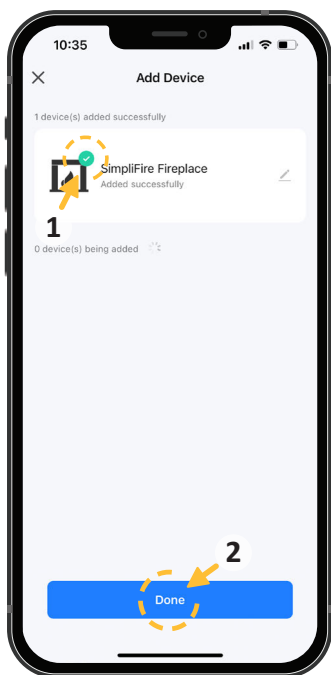 10:35
Add Device
1 device(s) added successfully
SimpliFire Fireplace
Added successfully
1
0 device(s) being added
2
Done